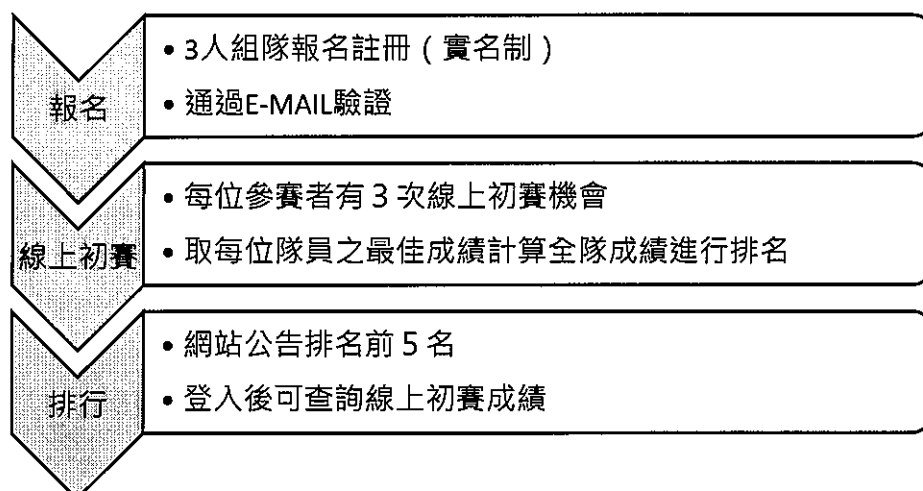 報名
• 3人組隊報名註冊（實名制）
• 通過E-MAIL驗證
線上初賽
• 每位參賽者有 3 次線上初賽機會
• 取每位隊員之最佳成績計算全隊成績進行排名
排行
• 網站公告排名前 5 名
• 登入後可查詢線上初賽成績